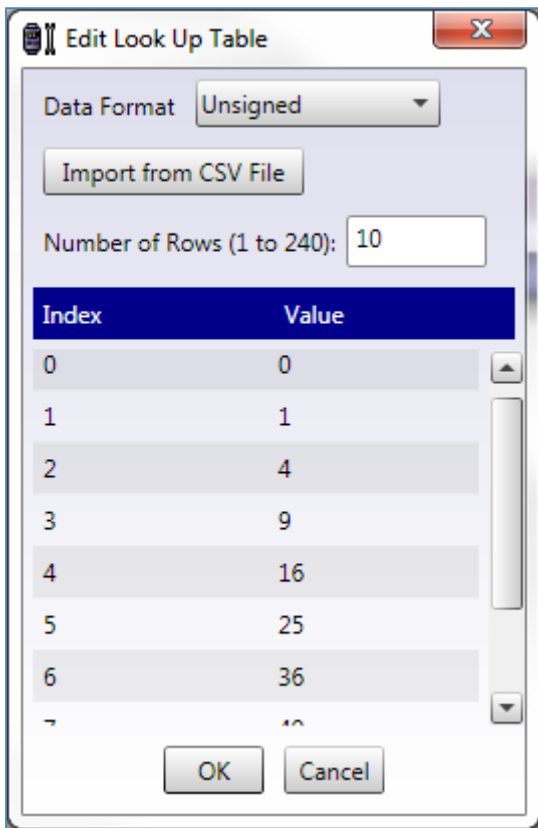 Edit Look Up Table
Data Format Unsigned
Import from CSV File
Number of Rows (1 to 240): 10
Index Value
0 0
1 1
2 4
3 9
4 16
5 25
6 36
OK Cancel